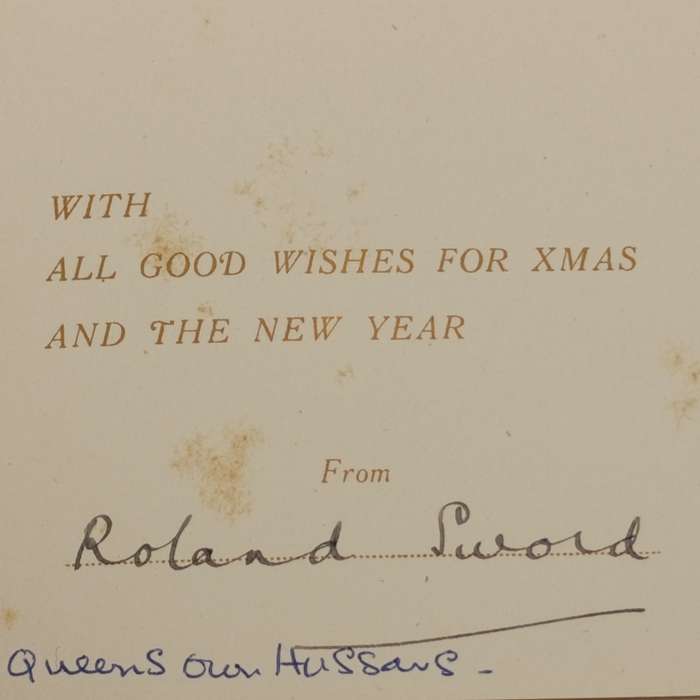 WITH
ALL GOOD WISHES FOR XMAS
AND THE NEW YEAR
From
Roland Sword
Queens own Hussars -